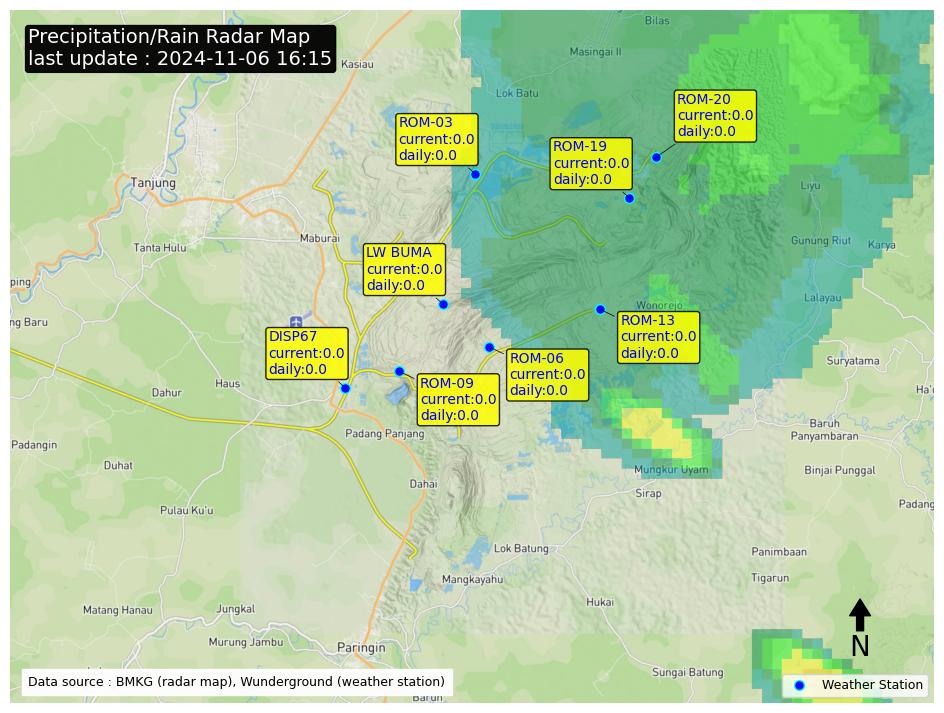 Precipitation/Rain Radar Map
last update : 2024-11-06 16:15
Bilas
Masingai II
Kasiau
Lok Batu
ROM-20
current:0.0
daily:0.0
ROM-03
current:0.0
daily:0.0
ROM-19
current:0.0
daily:0.0
Tanjung
Liyu
Maburai
Tanta Hulu
Gunung Riut
Karya
LW BUMA
current:0.0
daily:0.0
ping
Lalayau
Wonorejo
ng Baru
ROM-13
current:0.0
daily:0.0
DISP67
current:0.0
daily:0.0
ROM-06
current:0.0
daily:0.0
Suryatama
Haus
ROM-09
current:0.0
daily:0.0
Dahur
Ha'o
Baruh
Panyambaran
Padang Panjang
Padangin
Duhat
Mungkur Uyam
Binjai Punggal
Dahai
Sirap
Padang
Pulau Ku'u
Lok Batung
Panimbaan
Mangkayahu
Tigarun
Hukai
Matang Hanau
Jungkal
Murung Jambu
Paringin
N
Sungai Batung
Data source : BMKG (radar map), Wunderground (weather station)
Weather Station
Barun